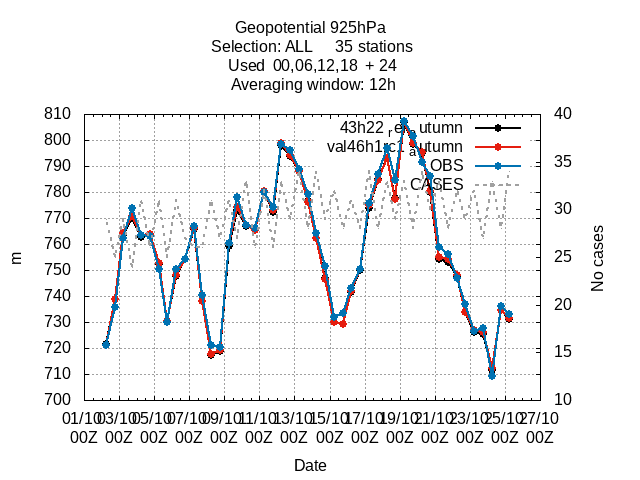 Geopotential 925hPa
Selection: ALL 35 stations
Used 00,06,12,18 + 24
Averaging window: 12h
810
800
790
780
770
760
750
740
730
720
710
700
40
35
30
25
20
15
10
m
No cases
43h22
val46h1
OBS
CASES
01/10 03/10 05/10 07/10 09/10 11/10 13/10 15/10 17/10 19/10 21/10 23/10 25/10 27/10
00Z 00Z 00Z 00Z 00Z 00Z 00Z 00Z 00Z 00Z 00Z 00Z 00Z 00Z
Date